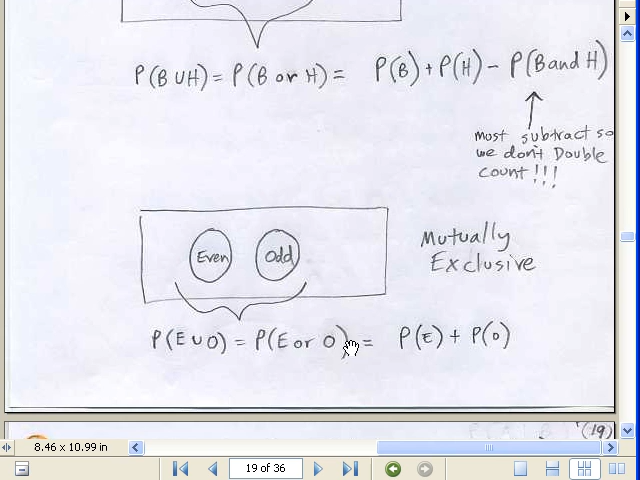 P(B∪H) = P(B or H) = P(B) + P(H) - P(B and H)
must subtract so
we don't Double
count!!!
Even Odd
Mutually
Exclusive
P(E∪O) = P(E or O) = P(E) + P(O)
(19)
8.46 x 10.99 in
19 of 36